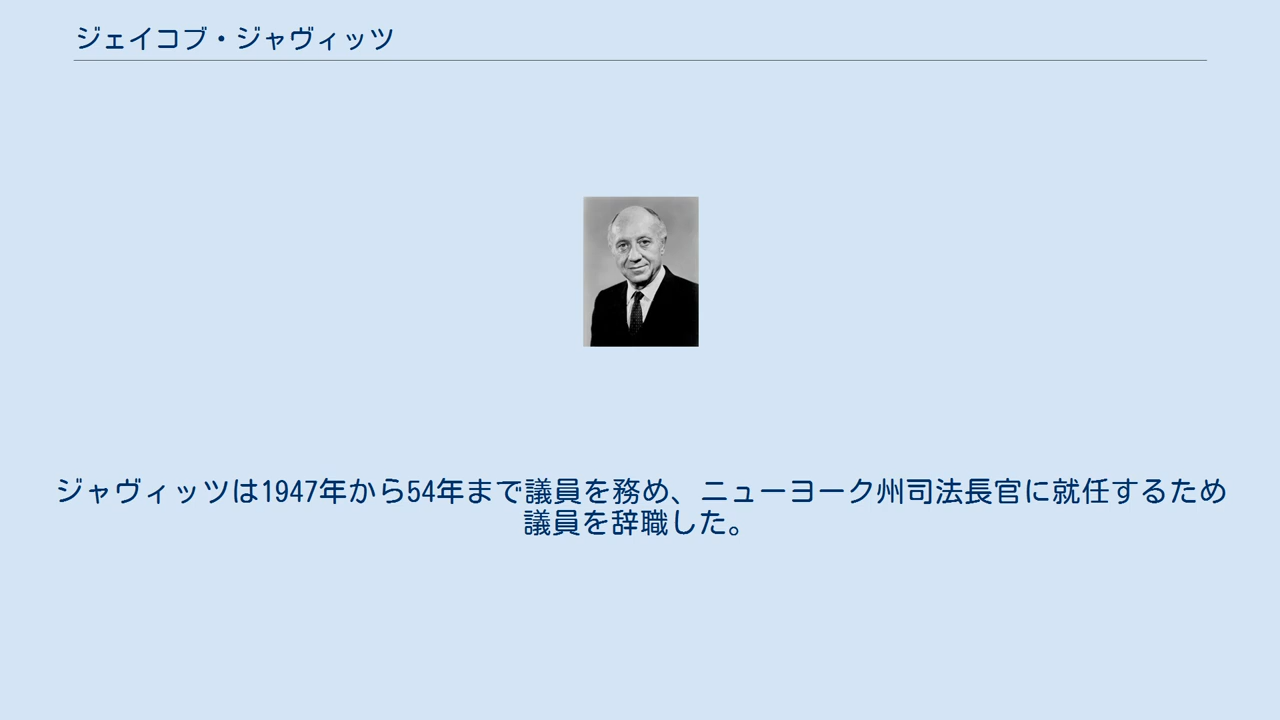 ジェイコブ・ジャヴィッツ
ジャヴィッツは1947年から54年まで議員を務め、ニューヨーク州司法長官に就任するため
議員を辞職した。